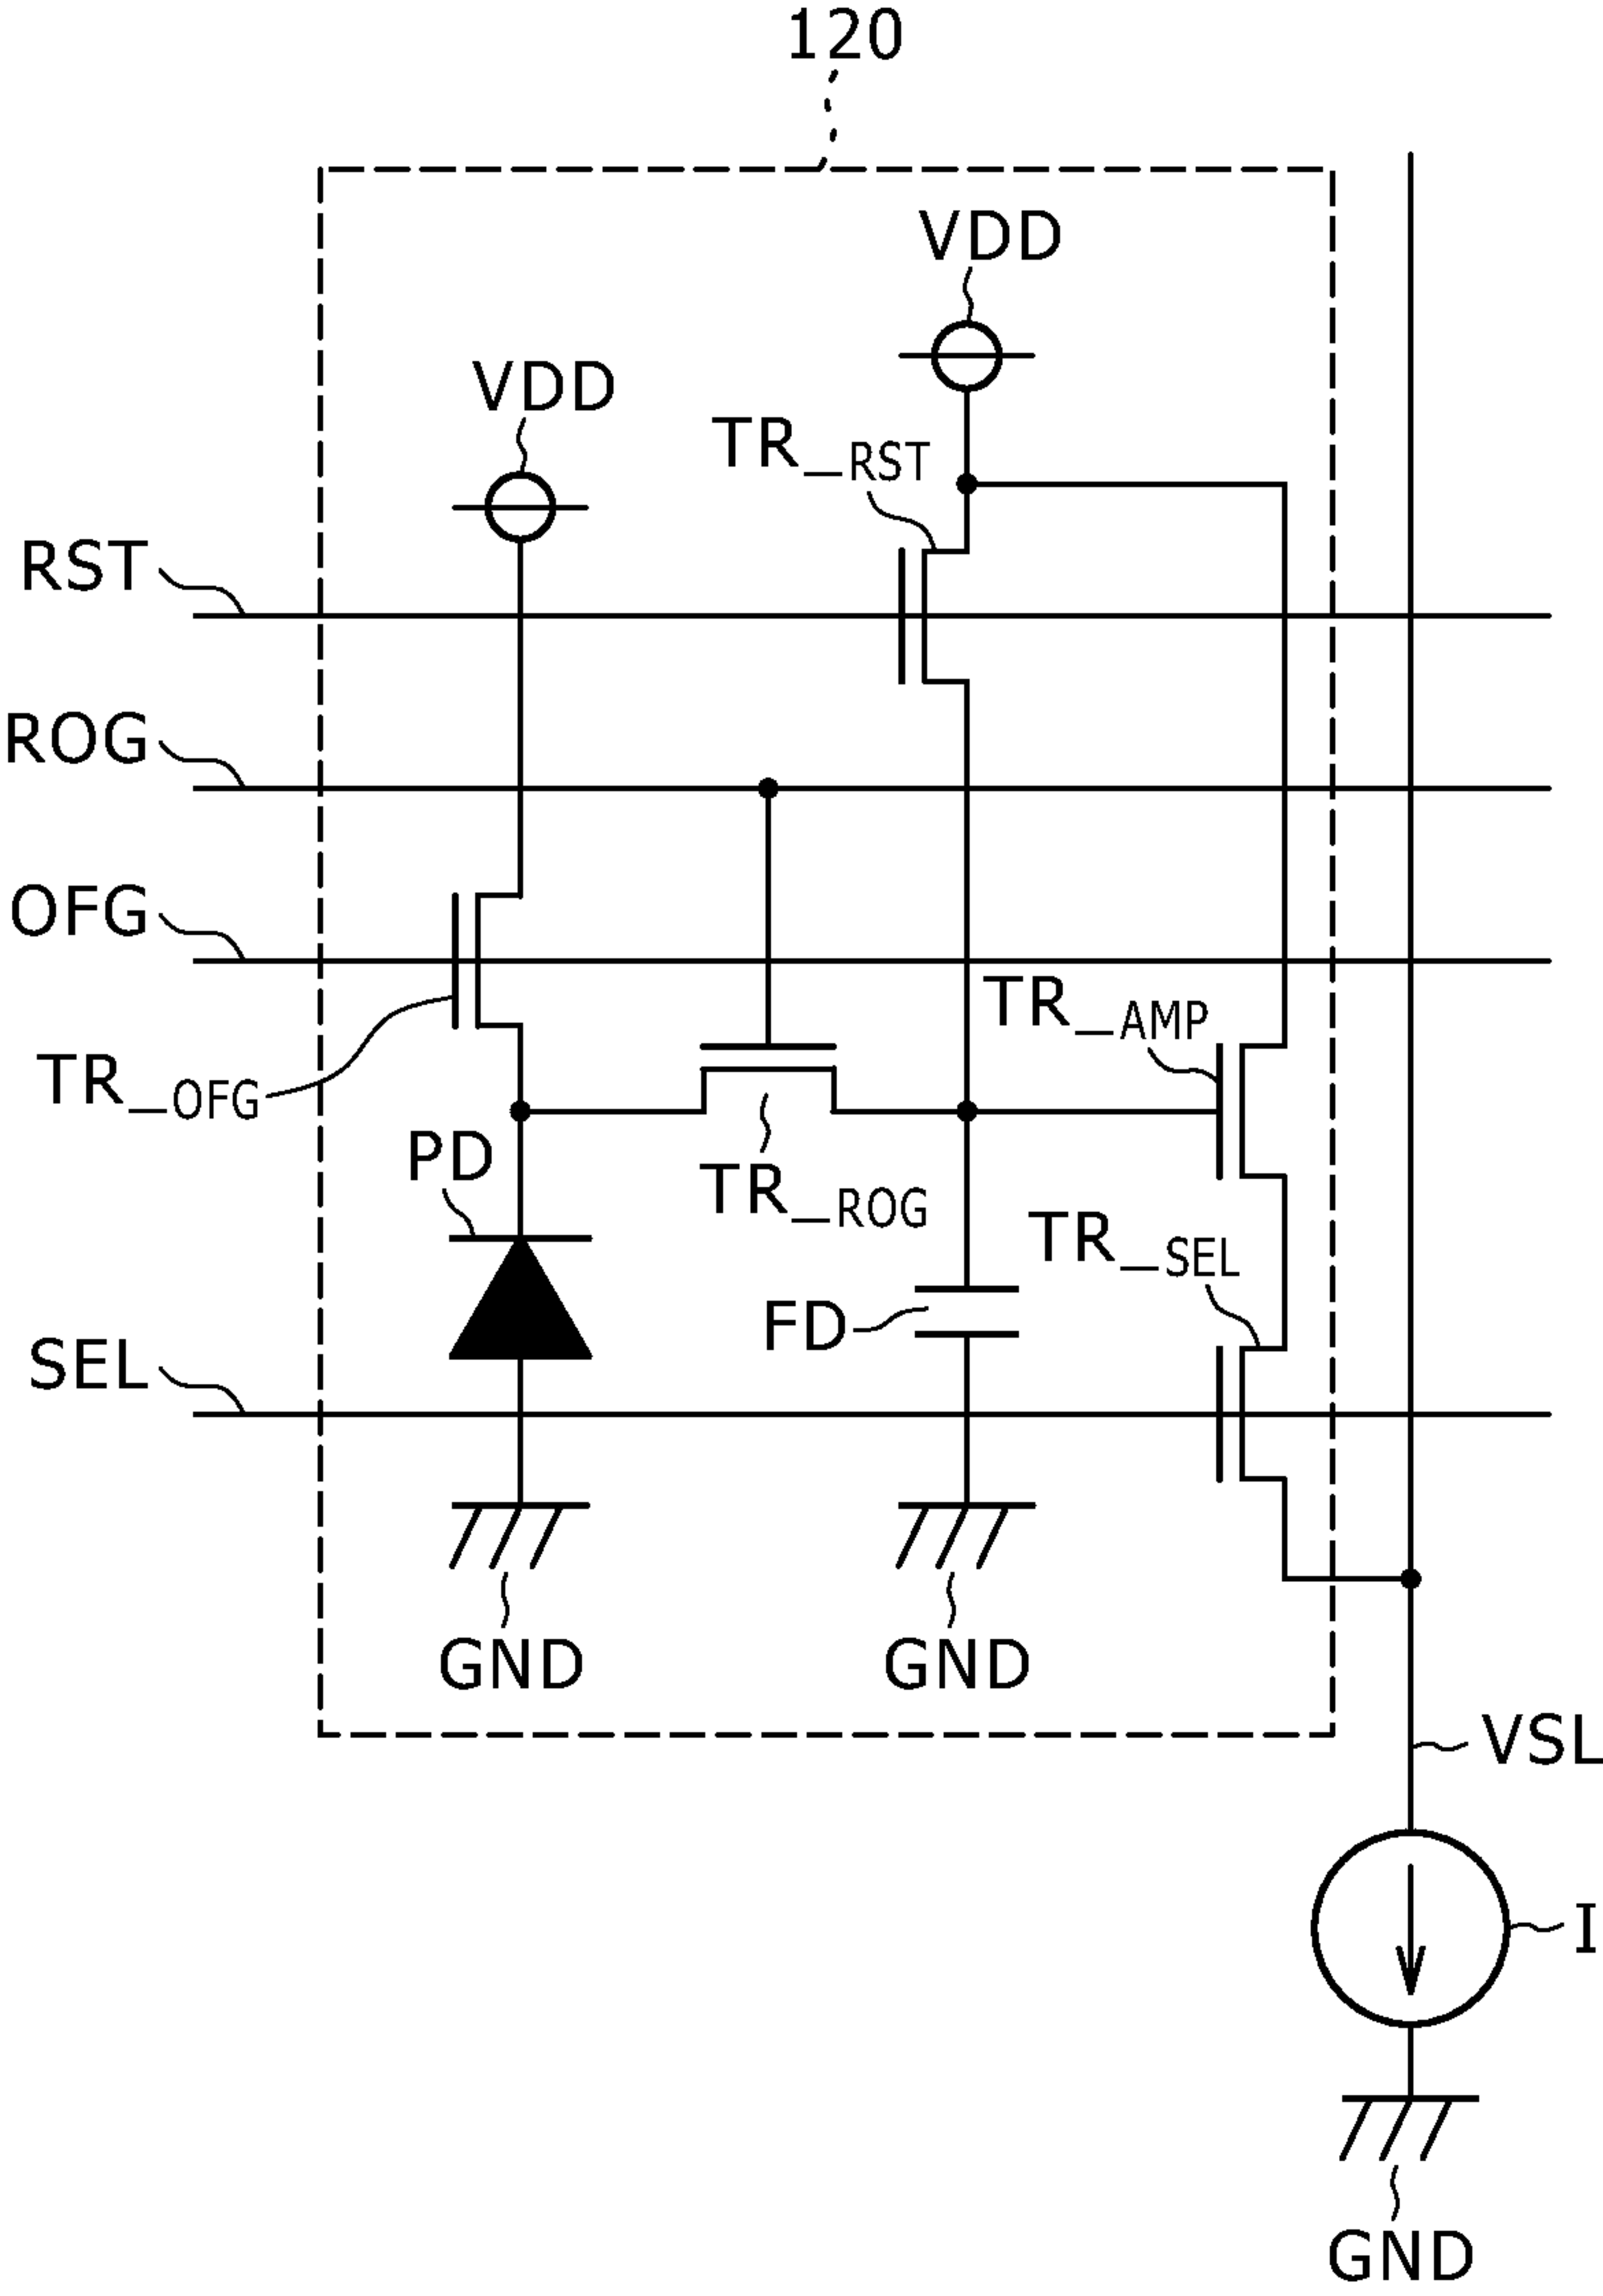 120
VDD
VDD
TR_RST
RST
ROG
OFG
TR_AMP
TR_OFG
PD
TR_ROG
TR_SEL
FD
SEL
GND
GND
VSL
I
GND